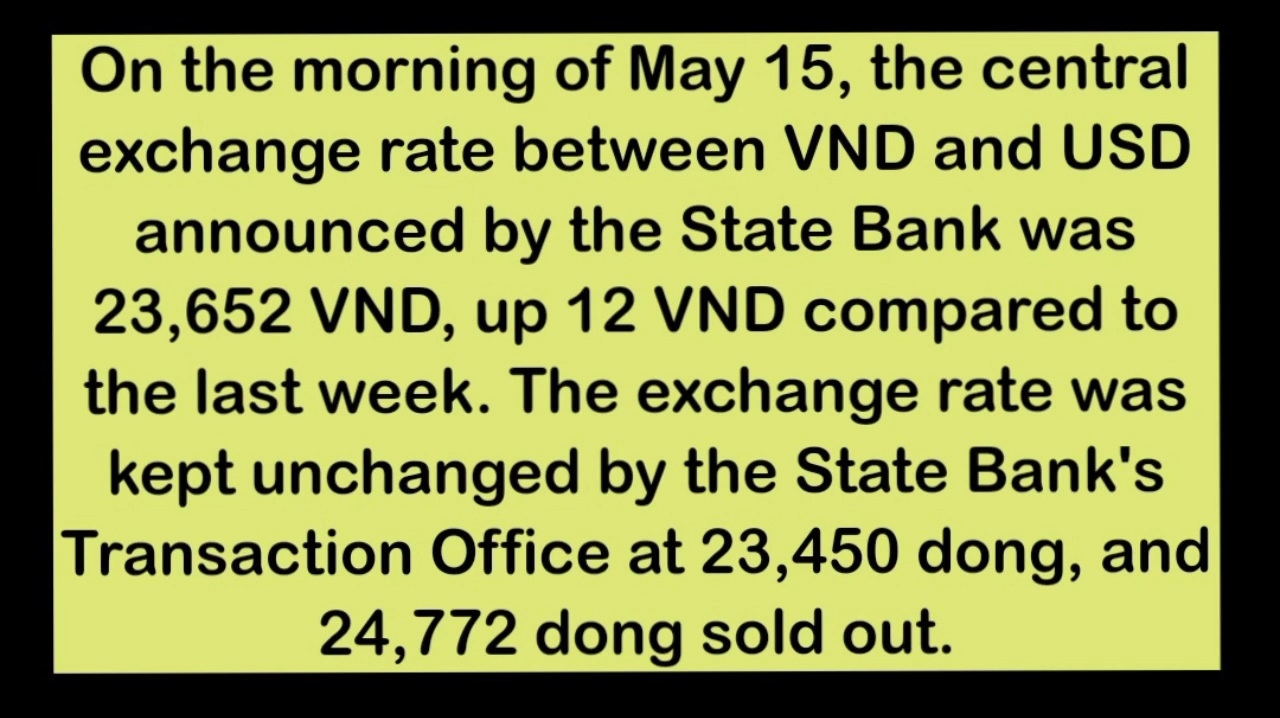 On the morning of May 15, the central
exchange rate between VND and USD
announced by the State Bank was
23,652 VND, up 12 VND compared to
the last week. The exchange rate was
kept unchanged by the State Bank's
Transaction Office at 23,450 dong, and
24,772 dong sold out.